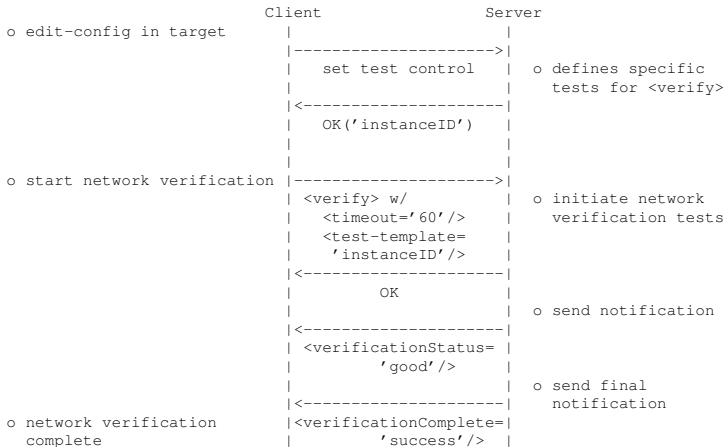 Client Server
o edit-config in target | |
|--------------------->|
| set test control | o defines specific
| | tests for <verify>
|<---------------------|
| OK('instanceID') |
| |
| |
o start network verification |--------------------->|
| <verify> w/ | o initiate network
| <timeout='60'/> | verification tests
| <test-template= |
| 'instanceID'/> |
|<---------------------|
| OK |
| | o send notification
|<---------------------|
| <verificationStatus= |
| 'good'/> |
| | o send final
|<---------------------| notification
o network verification |<verificationComplete=|
complete | 'success'/> |